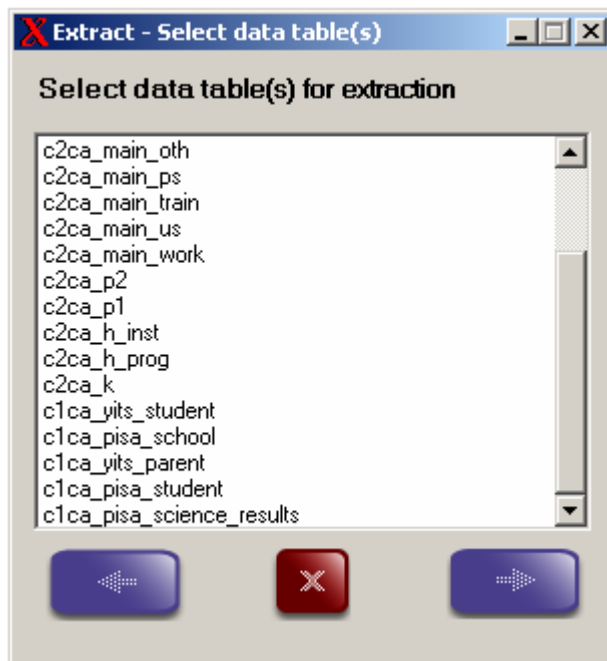 Extract - Select data table(s)
Select data table(s) for extraction
c2ca_main_oth
c2ca_main_ps
c2ca_main_train
c2ca_main_us
c2ca_main_work
c2ca_p2
c2ca_p1
c2ca_h_inst
c2ca_h_prog
c2ca_k
c1ca_yits_student
c1ca_pisa_school
c1ca_yits_parent
c1ca_pisa_student
c1ca_pisa_science_results